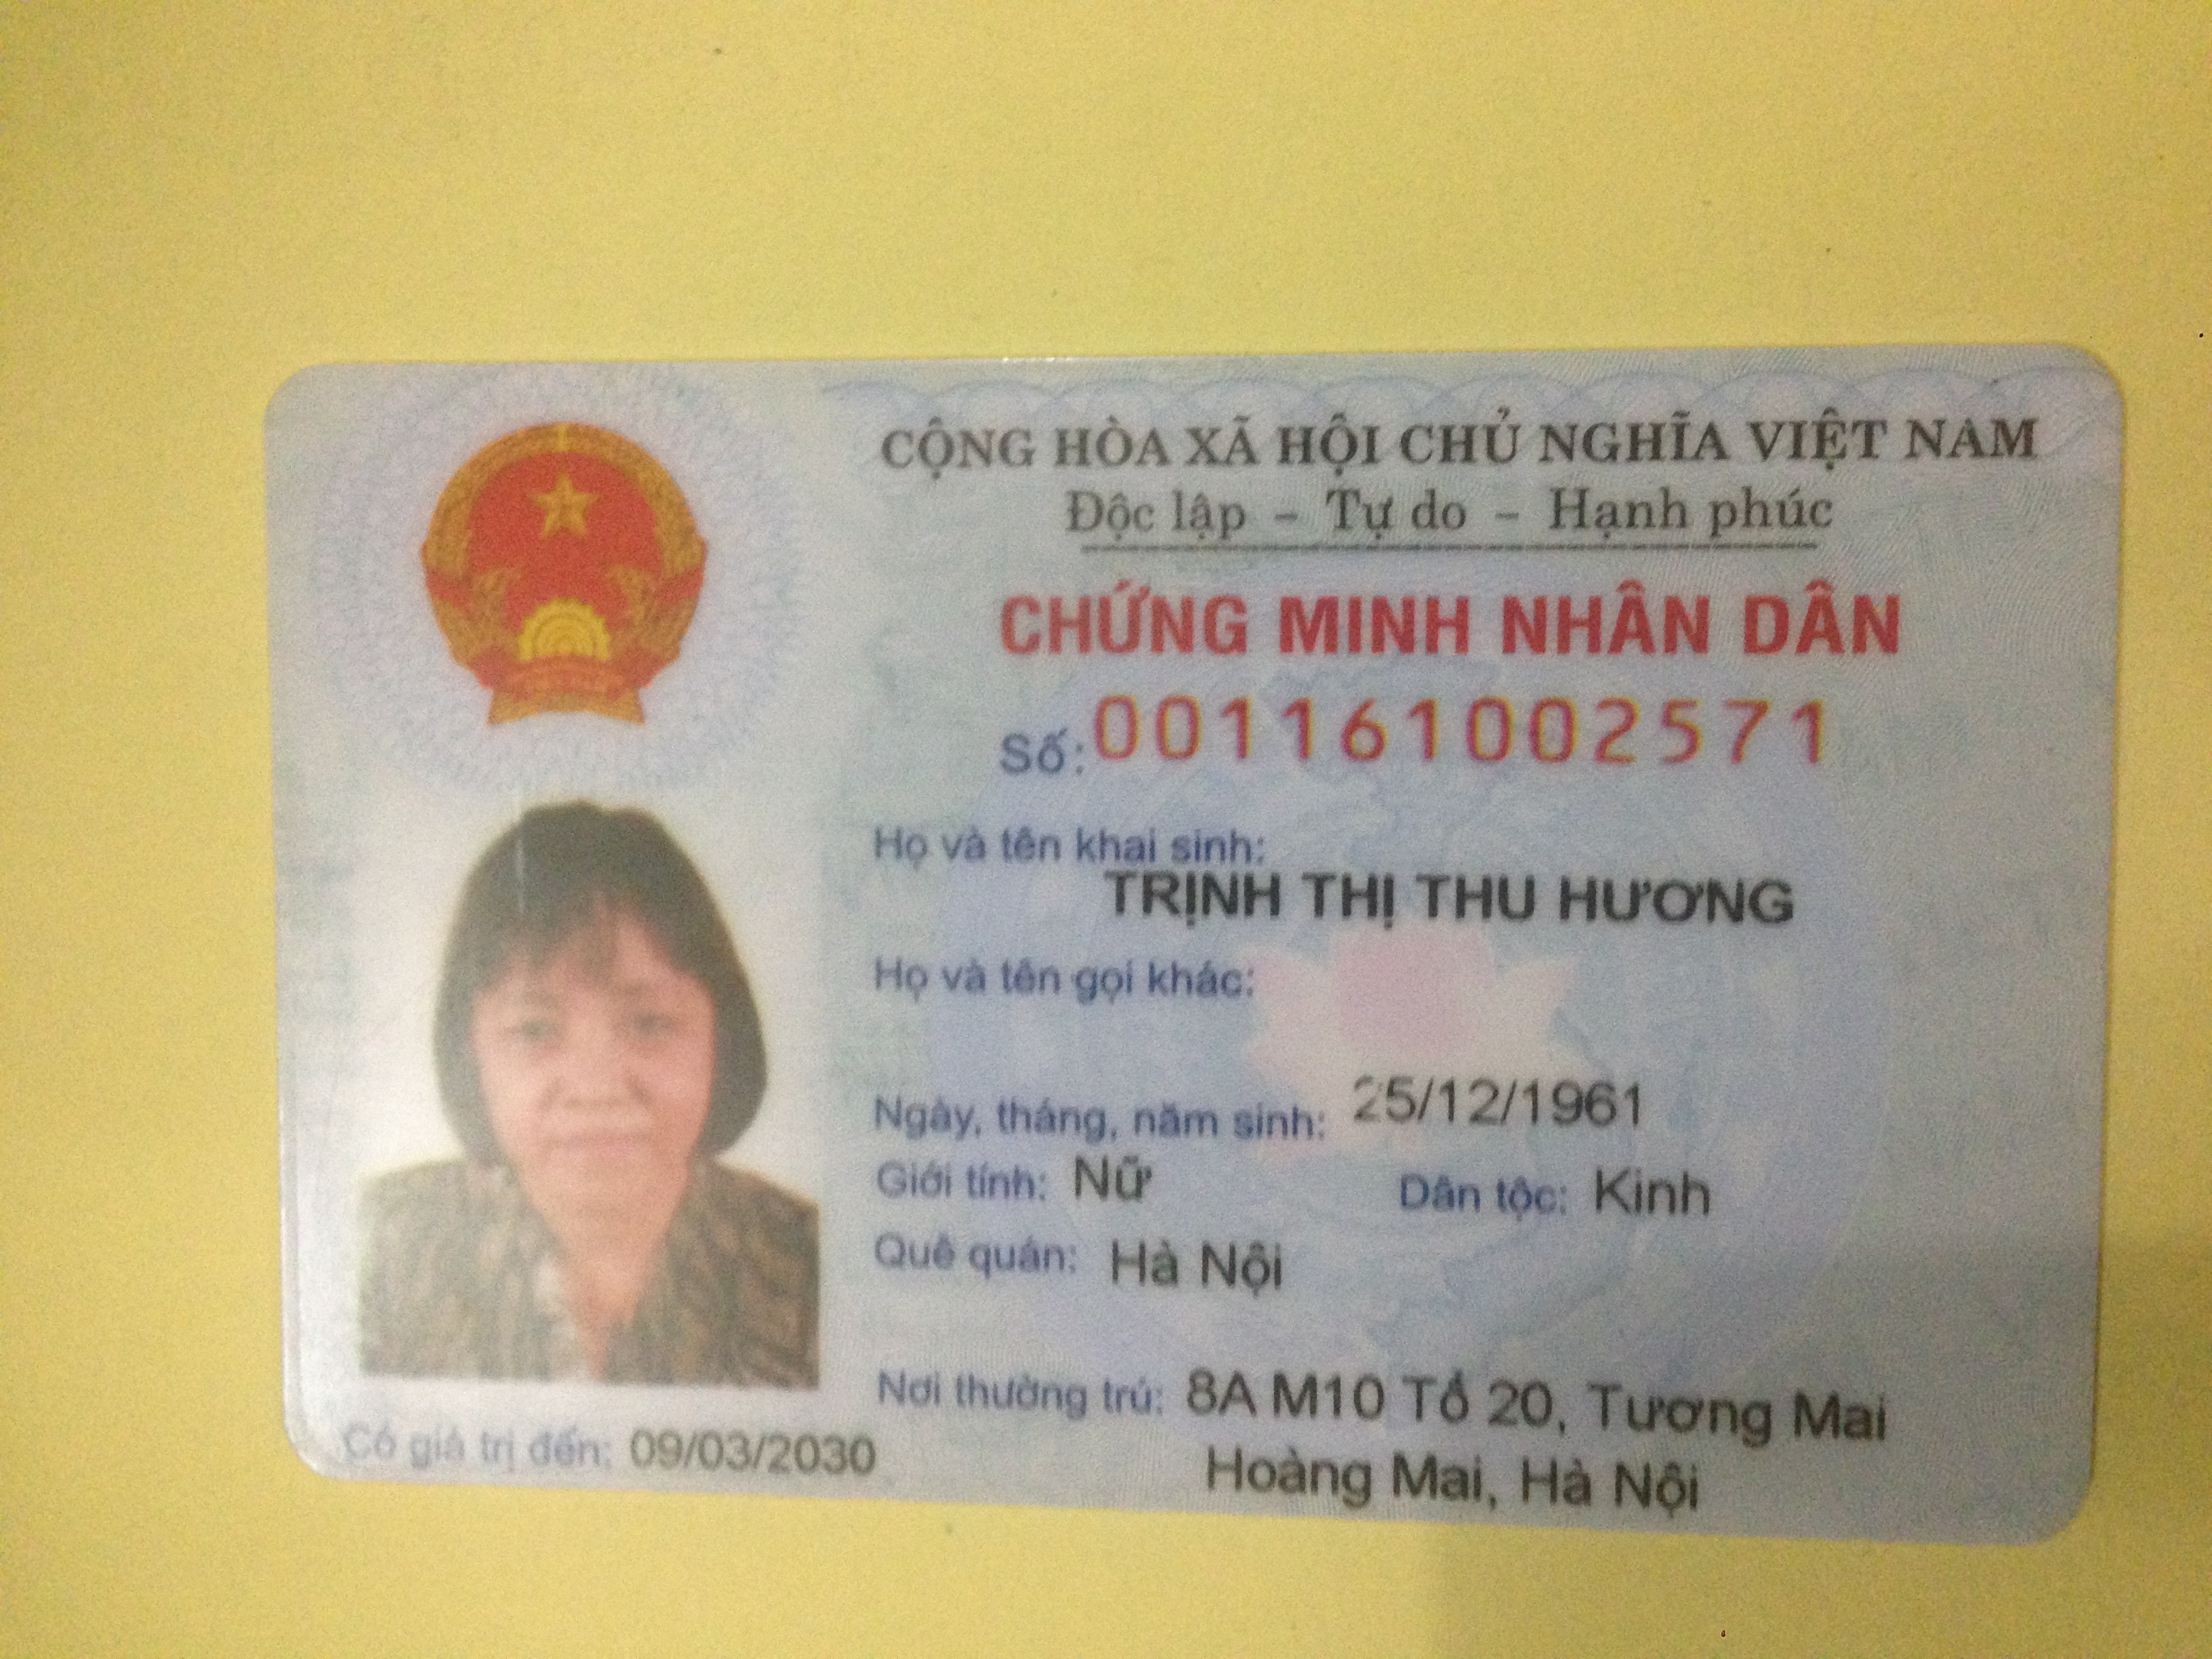 CỘNG HÒA XÃ HỘI CHỦ NGHĨA VIỆT NAM
Độc lập - Tự do - Hạnh phúc
CHỨNG MINH NHÂN DÂN
Số: 001161002571
Họ và tên khai sinh:
TRỊNH THỊ THU HƯƠNG
Họ và tên gọi khác:
Ngày, tháng, năm sinh: 25/12/1961
Giới tính: Nữ Dân tộc: Kinh
Quê quán: Hà Nội
Nơi thường trú: 8A M10 Tổ 20, Tương Mai
Hoàng Mai, Hà Nội
Có giá trị đến: 09/03/2030